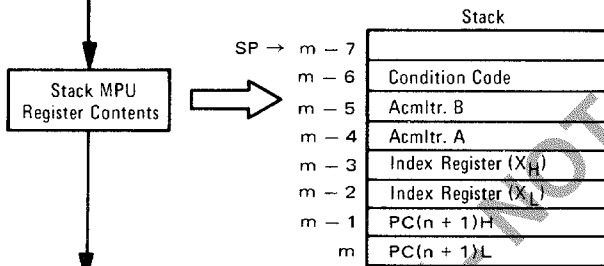 Stack
SP → m – 7
m – 6 Condition Code
Stack MPU
Register Contents
m – 5 Acmltr. B
m – 4 Acmltr. A
m – 3 Index Register (XH)
m – 2 Index Register (XL)
m – 1 PC(n + 1)H
m PC(n + 1)L
NOT